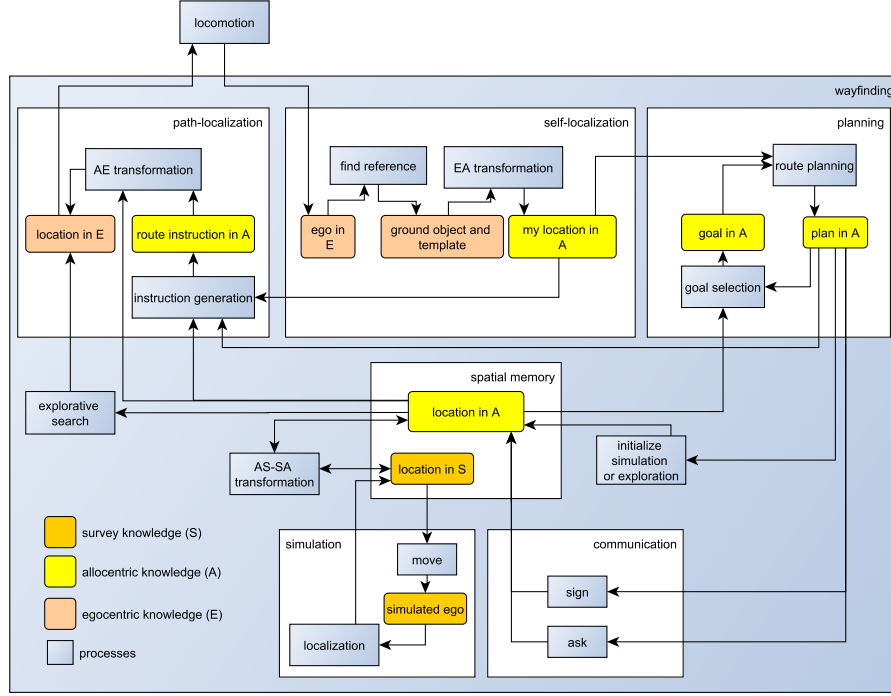 locomotion
wayfinding
path-localization
self-localization
planning
AE transformation
find reference
EA transformation
route planning
location in E
route instruction in A
ego in
E
ground object and
template
my location in
A
goal in A
plan in A
instruction generation
goal selection
spatial memory
explorative
search
location in A
initialize
simulation
or exploration
AS-SA
transformation
location in S
survey knowledge (S)
allocentric knowledge (A)
egocentric knowledge (E)
processes
simulation
move
simulated ego
localization
communication
sign
ask